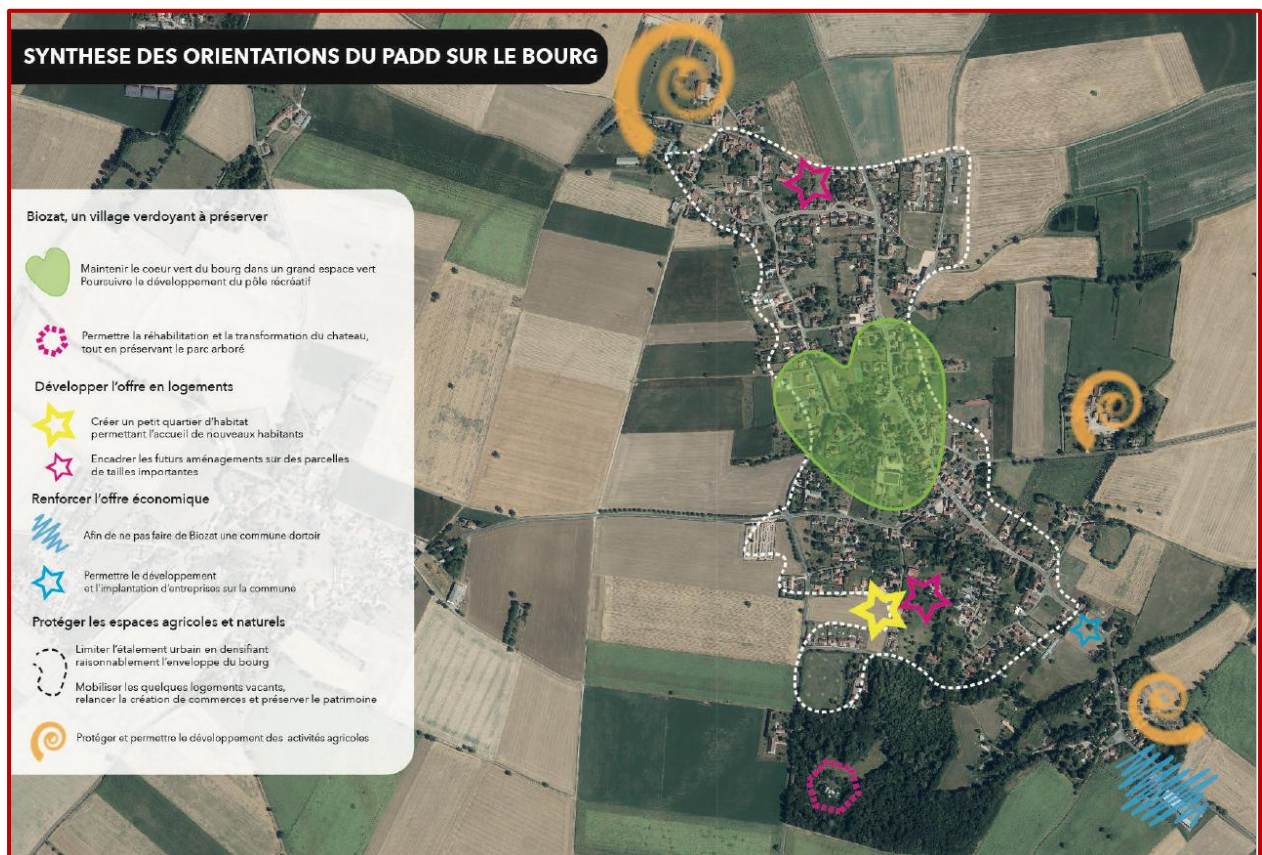 SYNTHESE DES ORIENTATIONS DU PADD SUR LE BOURG
Biozat, un village verdoyant à préserver
Maintenir le coeur vert du bourg dans un grand espace vert
Poursuivre le développement du pôle récréatif
Permettre la réhabilitation et la transformation du chateau,
tout en préservant le parc arboré
Développer l'offre en logements
Créer un petit quartier d'habitat
permettant l'accueil de nouveaux habitants
Encadrer les futurs aménagements sur des parcelles
de tailles importantes
Renforcer l'offre économique
Afin de ne pas faire de Biozat une commune dortoir
Permettre le développement
et l'implantation d'entreprises sur la commune
Protéger les espaces agricoles et naturels
Limiter l'étalement urbain en densifiant
raisonnablement l'enveloppe du bourg
Mobiliser les quelques logements vacants,
relancer la création de commerces et préserver le patrimoine
Protéger et permettre le développement des activités agricoles